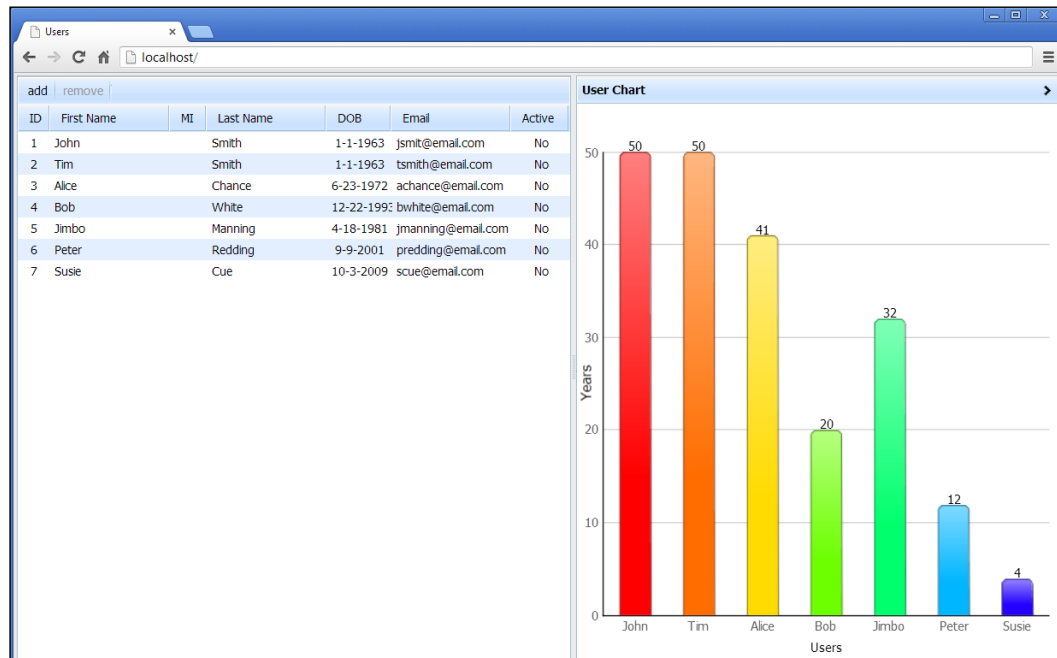 Users
localhost/
add remove
ID First Name MI Last Name DOB Email Active
1 John Smith 1-1-1963 jsmit@email.com No
2 Tim Smith 1-1-1963 tsmith@email.com No
3 Alice Chance 6-23-1972 achance@email.com No
4 Bob White 12-22-1993 bwhite@email.com No
5 Jimbo Manning 4-18-1981 jmanning@email.com No
6 Peter Redding 9-9-2001 predding@email.com No
7 Susie Cue 10-3-2009 scue@email.com No
User Chart
50 50 41 20 32 12 4
50
40
30
20
10
0
Years
John Tim Alice Bob Jimbo Peter Susie
Users